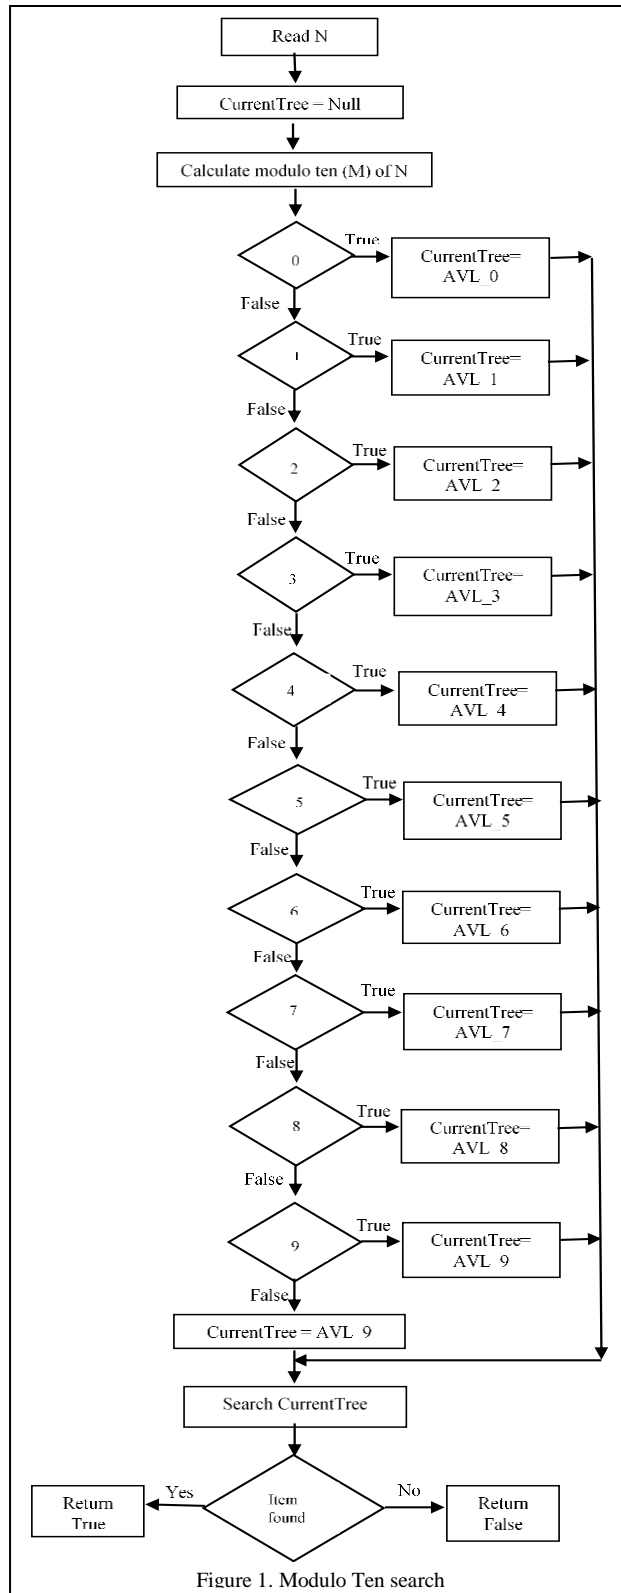 Read N
CurrentTree = Null
Calculate modulo ten (M) of N
0
True
CurrentTree=
AVL_0
False
1
True
CurrentTree=
AVL_1
False
2
True
CurrentTree=
AVL_2
False
3
True
CurrentTree=
AVL_3
False
4
True
CurrentTree=
AVL_4
False
5
True
CurrentTree=
AVL_5
False
6
True
CurrentTree=
AVL_6
False
7
True
CurrentTree=
AVL_7
False
8
True
CurrentTree=
AVL_8
False
9
True
CurrentTree=
AVL_9
False
CurrentTree = AVL_9
Search CurrentTree
Item
found
Yes
Return
True
No
Return
False
Figure 1. Modulo Ten search